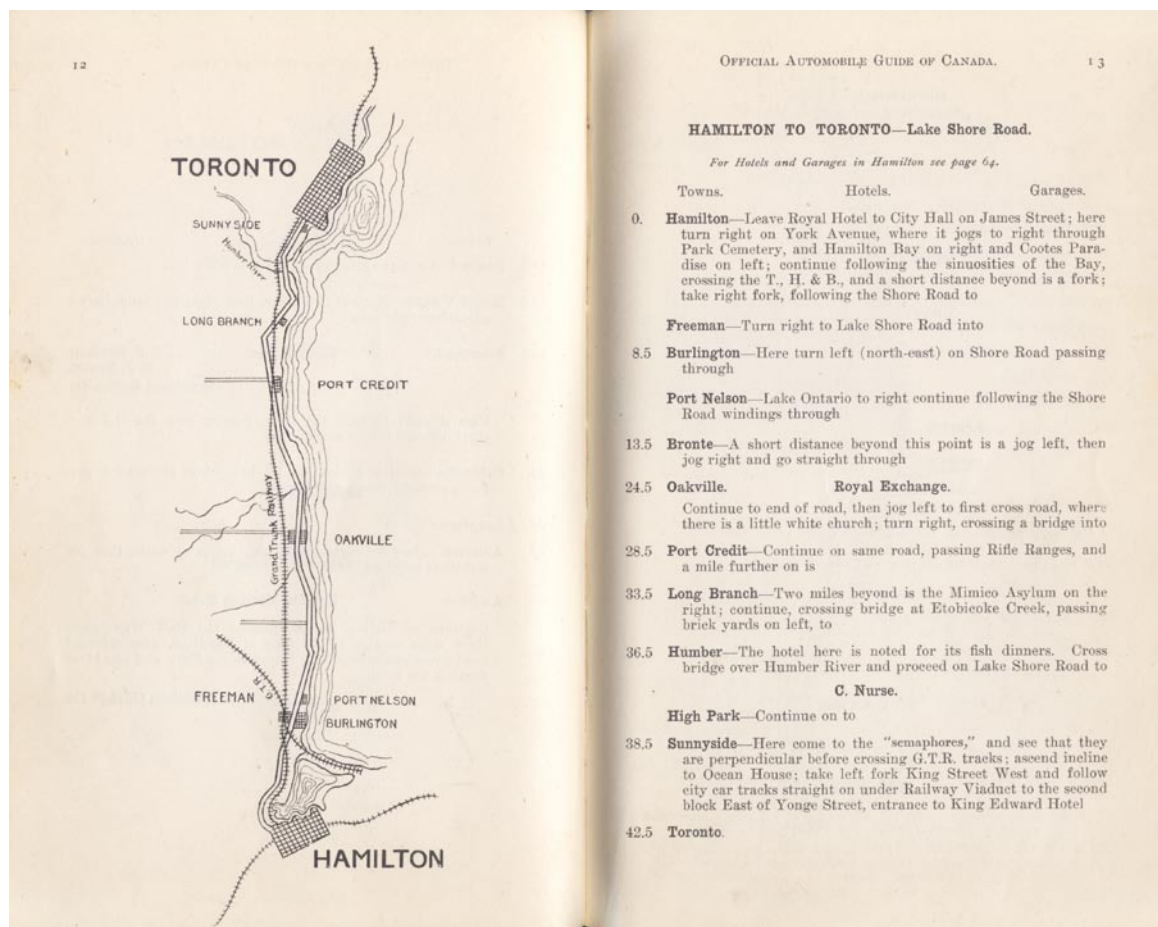 12
TORONTO
SUNNYSIDE
Humber River
LONG BRANCH
PORT CREDIT
Grand Trunk Railway
OAKVILLE
FREEMAN
GTR
PORT NELSON
BURLINGTON
HAMILTON
OFFICIAL AUTOMOBILE GUIDE OF CANADA. 13
HAMILTON TO TORONTO—Lake Shore Road.
For Hotels and Garages in Hamilton see page 64.
Towns. Hotels. Garages.
0. Hamilton—Leave Royal Hotel to City Hall on James Street; here
turn right on York Avenue, where it jogs to right through
Park Cemetery, and Hamilton Bay on right and Cootes Para-
dise on left; continue following the sinuosities of the Bay,
crossing the T., H. & B., and a short distance beyond is a fork;
take right fork, following the Shore Road to
Freeman—Turn right to Lake Shore Road into
8.5 Burlington—Here turn left (north-east) on Shore Road passing
through
Port Nelson—Lake Ontario to right continue following the Shore
Road windings through
13.5 Bronte—A short distance beyond this point is a jog left, then
jog right and go straight through
24.5 Oakville. Royal Exchange.
Continue to end of road, then jog left to first cross road, where
there is a little white church; turn right, crossing a bridge into
28.5 Port Credit—Continue on same road, passing Rifle Ranges, and
a mile further on is
33.5 Long Branch—Two miles beyond is the Mimico Asylum on the
right; continue, crossing bridge at Etobicoke Creek, passing
brick yards on left, to
36.5 Humber—The hotel here is noted for its fish dinners. Cross
bridge over Humber River and proceed on Lake Shore Road to
C. Nurse.
High Park—Continue on to
38.5 Sunnyside—Here come to the "semaphores," and see that they
are perpendicular before crossing G.T.R. tracks; ascend incline
to Ocean House; take left fork King Street West and follow
city car tracks straight on under Railway Viaduct to the second
block East of Yonge Street, entrance to King Edward Hotel
42.5 Toronto.